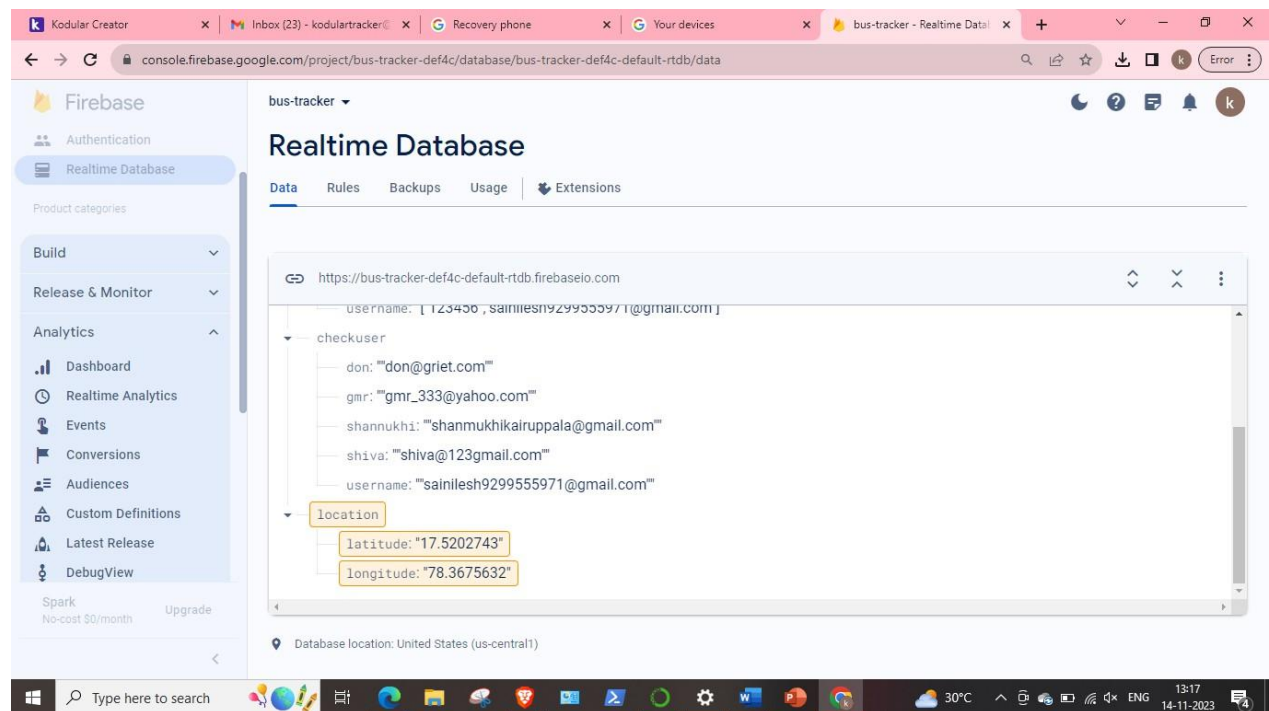 Kodular Creator
Inbox (23) - kodulartracker@
Recovery phone
Your devices
bus-tracker - Realtime Datal
console.firebase.google.com/project/bus-tracker-def4c/database/bus-tracker-def4c-default-rtdb/data
k
Error
Firebase
bus-tracker
k
Authentication
Realtime Database
Realtime Database
Data Rules Backups Usage Extensions
Product categories
Build
Release & Monitor
Analytics
Dashboard
Realtime Analytics
Events
Conversions
Audiences
Custom Definitions
Latest Release
DebugView
Spark
No-cost $0/month
Upgrade
https://bus-tracker-def4c-default-rtdb.firebaseio.com
username: "["123456","sainilesh9299555971@gmail.com"]"
checkuser
don: ""don@griet.com""
gmr: ""gmr_333@yahoo.com""
shannukhi: ""shanmukhikairuppala@gmail.com""
shiva: ""shiva@123gmail.com""
username: ""sainilesh9299555971@gmail.com""
location
latitude: "17.5202743"
longitude: "78.3675632"
Database location: United States (us-central1)
Type here to search
30°C
ENG
13:17
14-11-2023
4